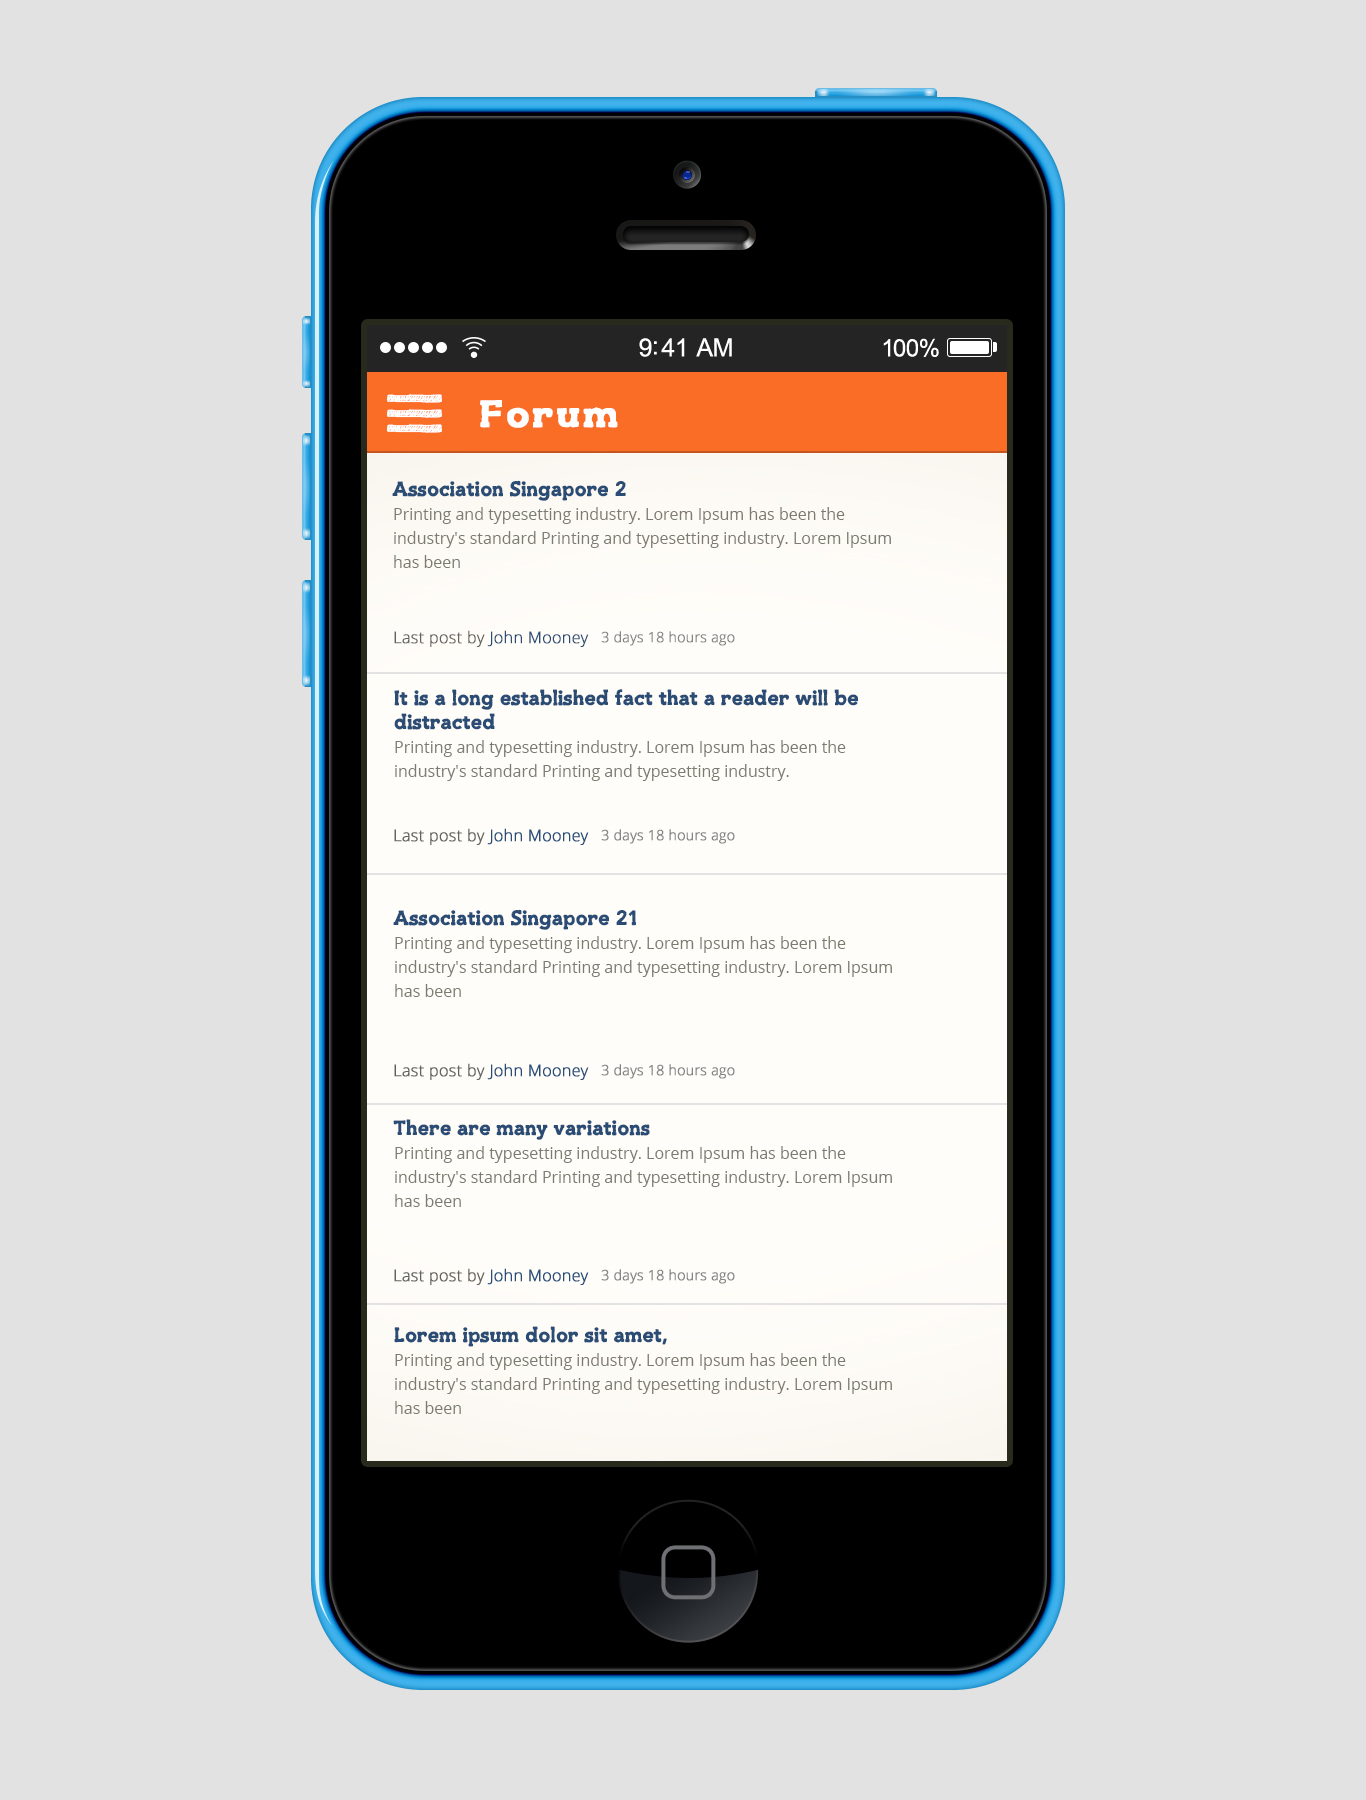 9:41 AM 100%
Forum
Association Singapore 2
Printing and typesetting industry. Lorem Ipsum has been the
industry's standard Printing and typesetting industry. Lorem Ipsum
has been
Last post by John Mooney 3 days 18 hours ago
It is a long established fact that a reader will be
distracted
Printing and typesetting industry. Lorem Ipsum has been the
industry's standard Printing and typesetting industry.
Last post by John Mooney 3 days 18 hours ago
Association Singapore 21
Printing and typesetting industry. Lorem Ipsum has been the
industry's standard Printing and typesetting industry. Lorem Ipsum
has been
Last post by John Mooney 3 days 18 hours ago
There are many variations
Printing and typesetting industry. Lorem Ipsum has been the
industry's standard Printing and typesetting industry. Lorem Ipsum
has been
Last post by John Mooney 3 days 18 hours ago
Lorem ipsum dolor sit amet,
Printing and typesetting industry. Lorem Ipsum has been the
industry's standard Printing and typesetting industry. Lorem Ipsum
has been